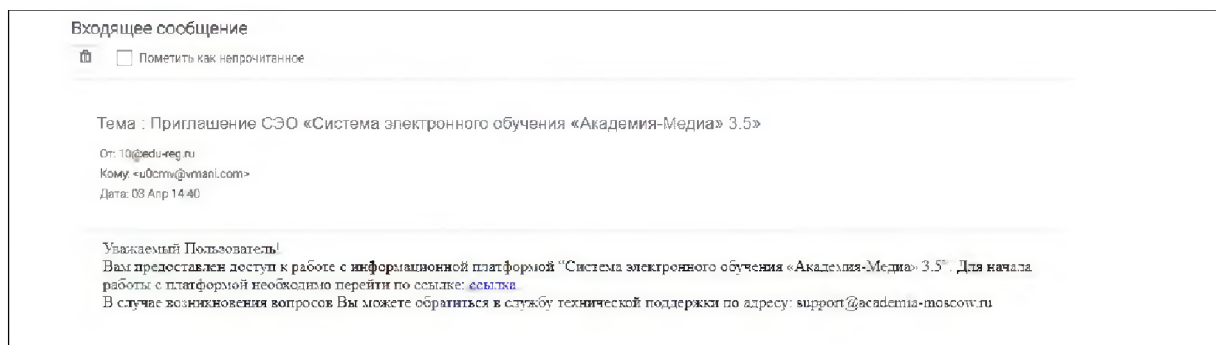 Входящее сообщение
Пометить как непрочитанное
Тема : Приглашение СЭО «Система электронного обучения «Академия-Медиа» 3.5»
От: 10@edu-reg.ru
Кому: <u0cmv@vmani.com>
Дата: 03 Апр 14:40
Уважаемый Пользователь!
Вам предоставлен доступ к работе с информационной платформой "Система электронного обучения «Академия-Медиа» 3.5". Для начала
работы с платформой необходимо перейти по ссылке: ссылка
В случае возникновения вопросов Вы можете обратиться в службу технической поддержки по адресу: support@academia-moscow.ru